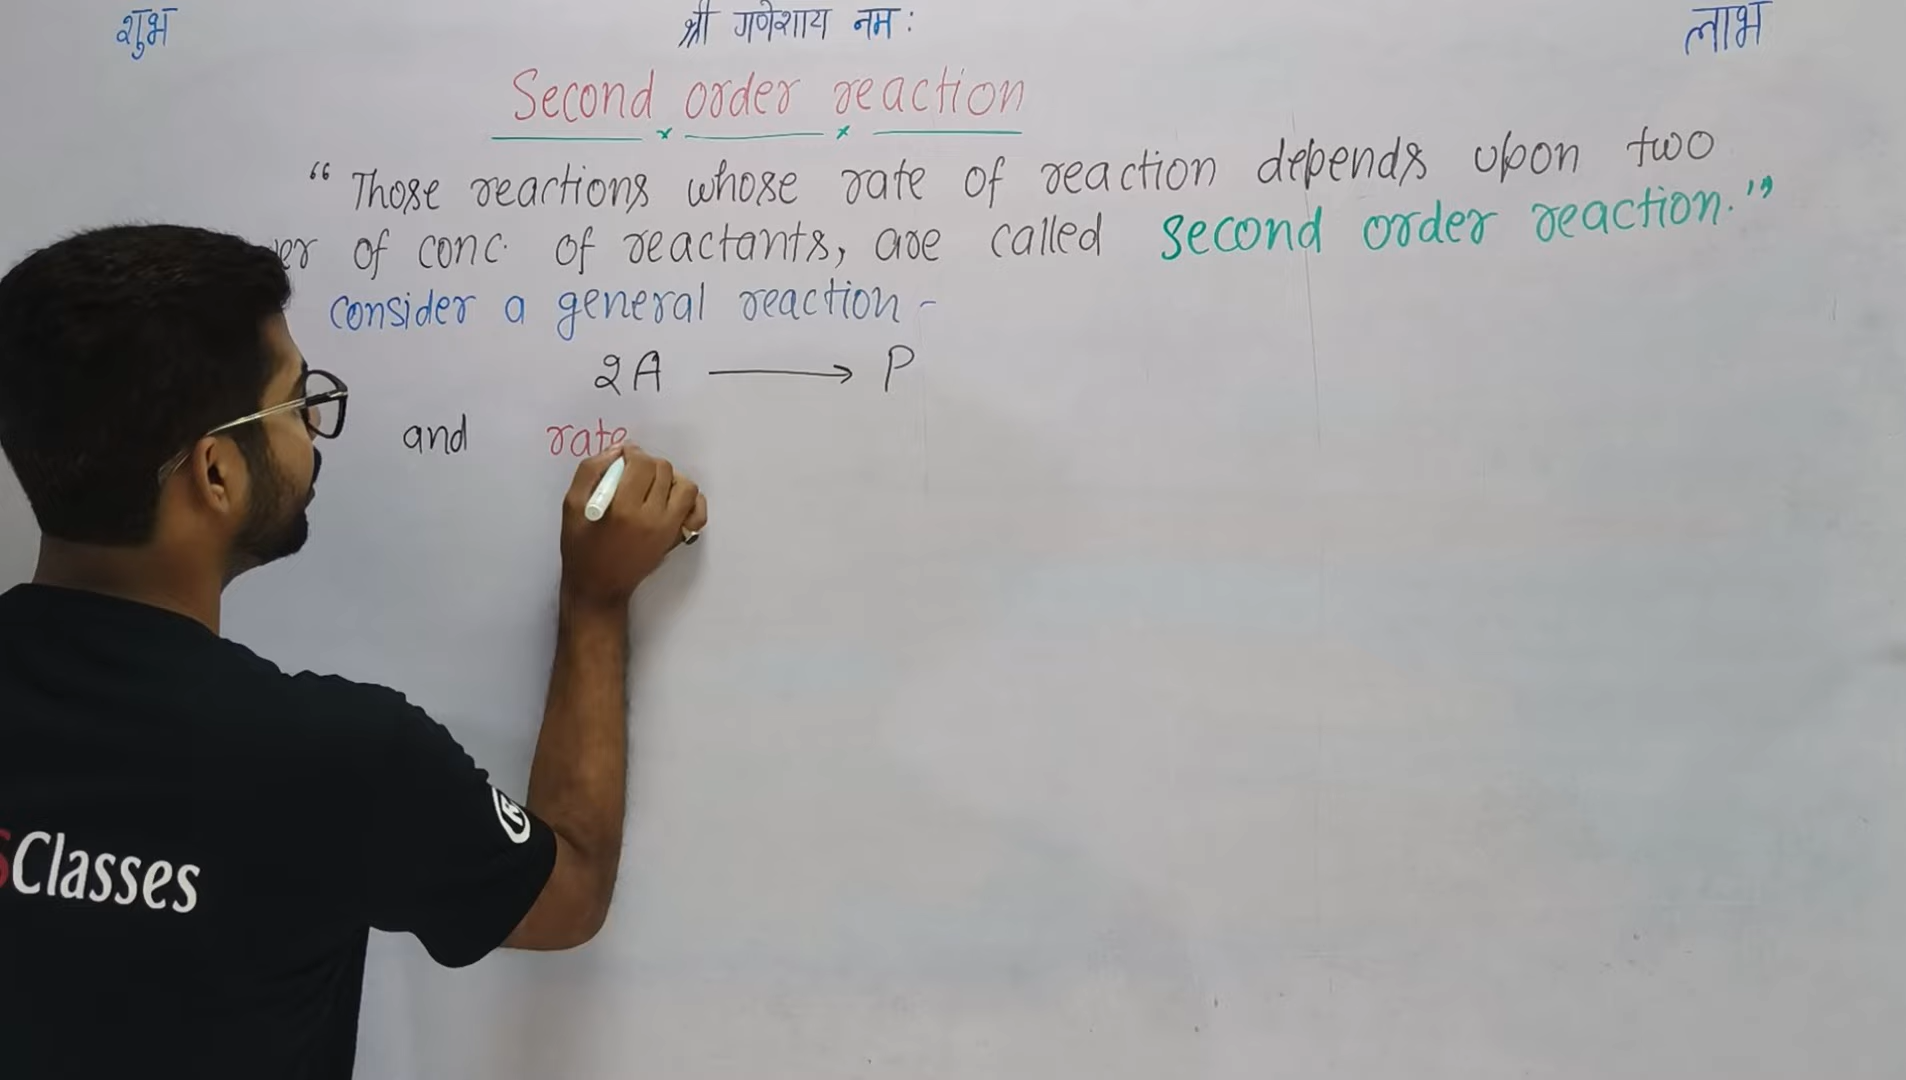 शुभ श्री गणेशाय नम: लाभ
Second order reaction
“Those reactions whose rate of reaction depends upon two
of conc. of reactants, are called second order reaction.”
consider a general reaction -
2A ⟶ P
and rate
Classes
®